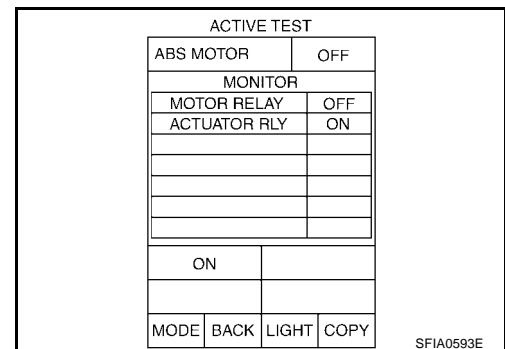 ACTIVE TEST
ABS MOTOR OFF
MONITOR
MOTOR RELAY OFF
ACTUATOR RLY ON
ON
MODE BACK LIGHT COPY
SFIA0593E